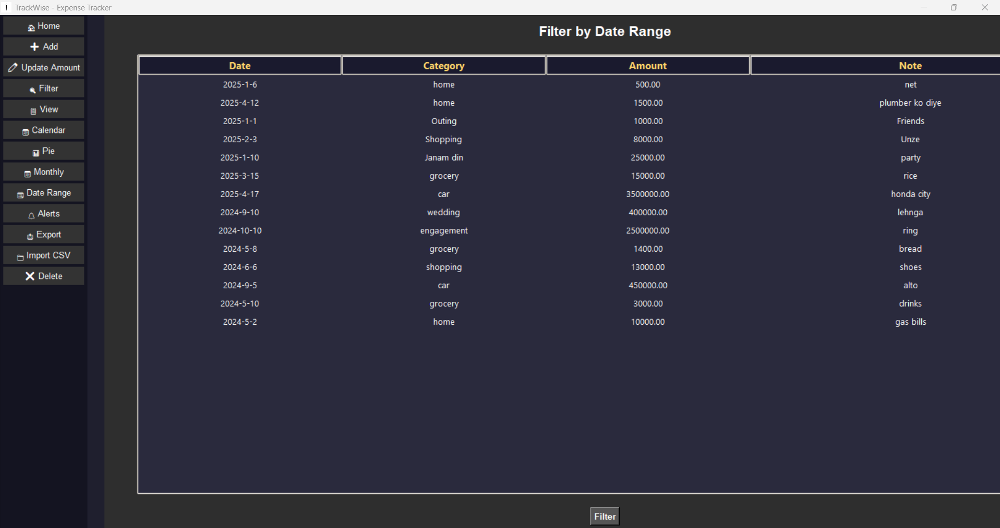 TrackWise - Expense Tracker
Home
Add
Update Amount
Filter
View
Calendar
Pie
Monthly
Date Range
Alerts
Export
Import CSV
Delete
Filter by Date Range
Date Category Amount Note
2025-1-6 home 500.00 net
2025-4-12 home 1500.00 plumber ko diye
2025-1-1 Outing 1000.00 Friends
2025-2-3 Shopping 8000.00 Unze
2025-1-10 Janam din 25000.00 party
2025-3-15 grocery 15000.00 rice
2025-4-17 car 3500000.00 honda city
2024-9-10 wedding 400000.00 lehnga
2024-10-10 engagement 2500000.00 ring
2024-5-8 grocery 1400.00 bread
2024-6-6 shopping 13000.00 shoes
2024-9-5 car 450000.00 alto
2024-5-10 grocery 3000.00 drinks
2024-5-2 home 10000.00 gas bills
Filter